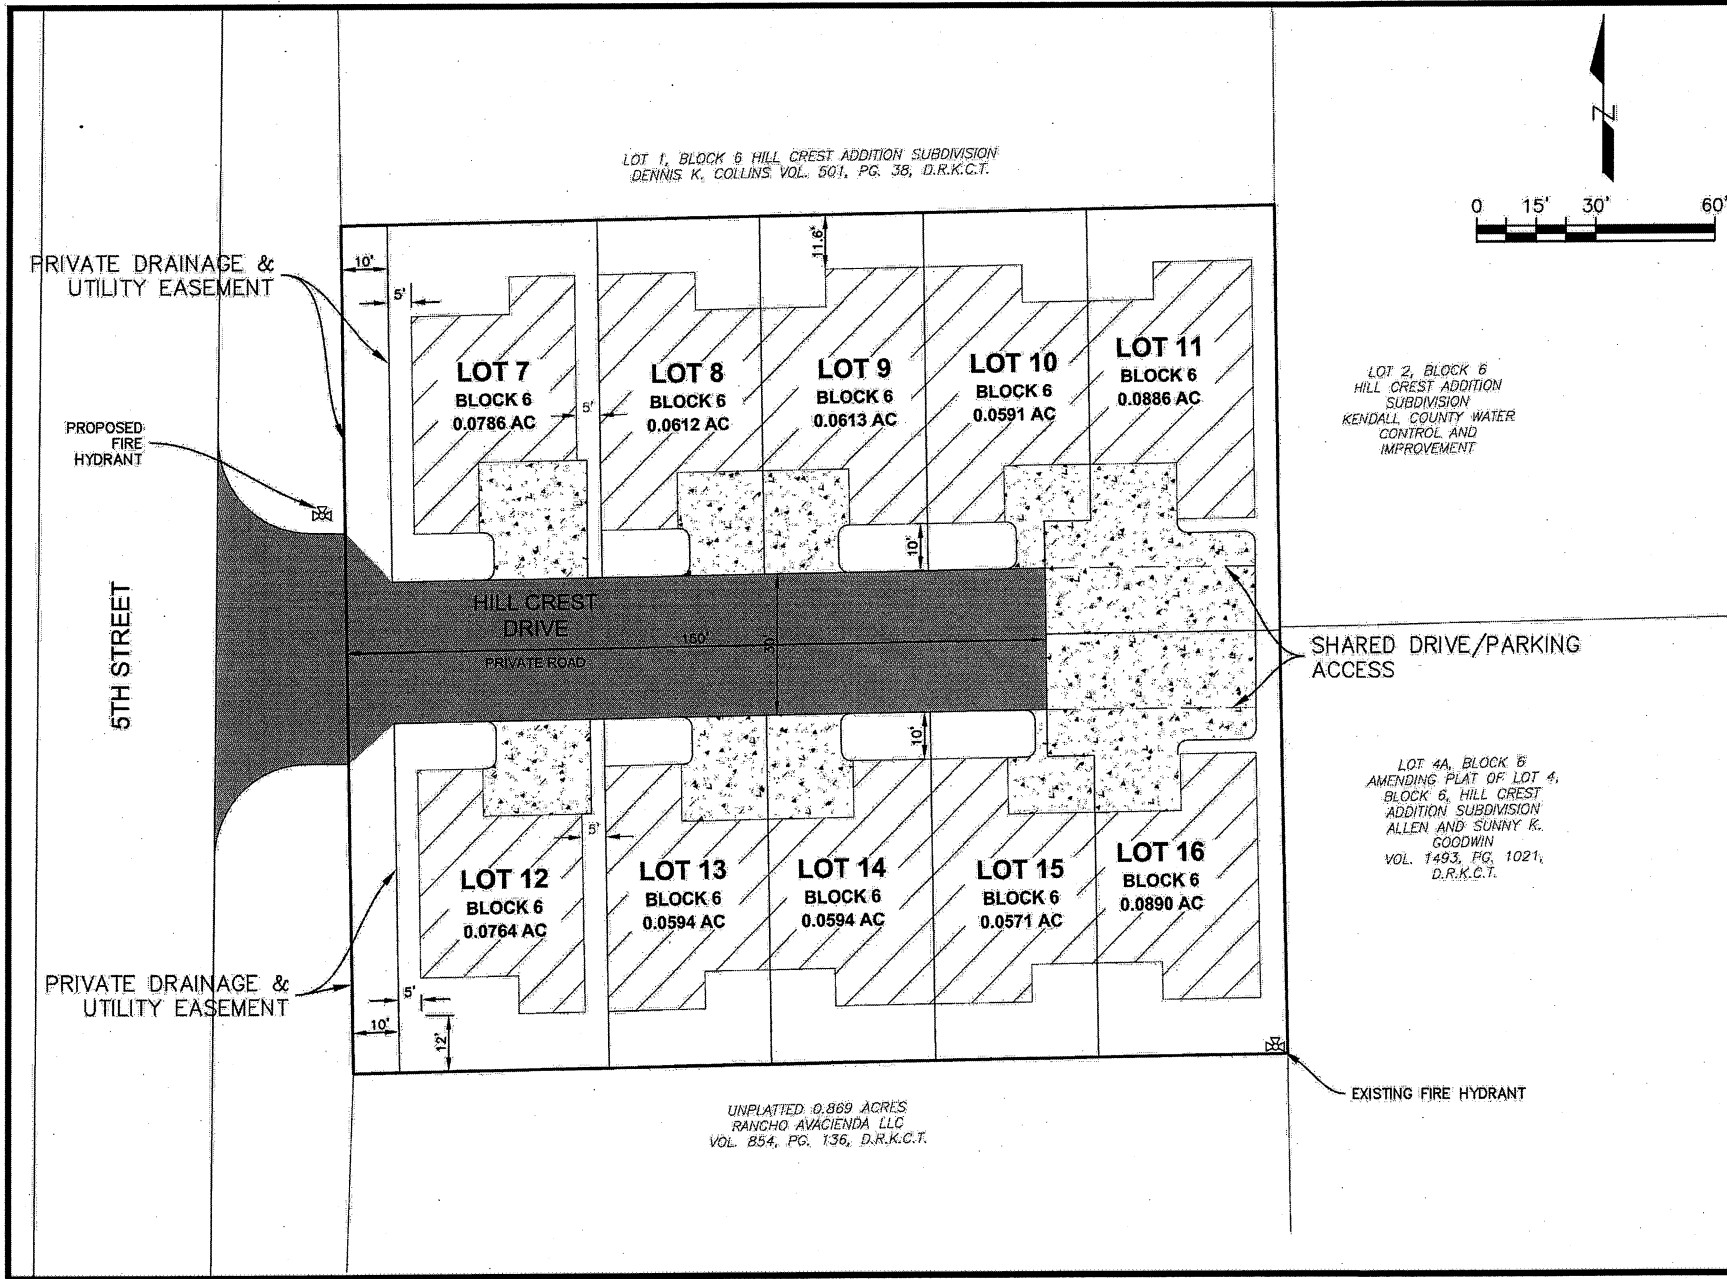 LOT 1, BLOCK 6 HILL CREST ADDITION SUBDIVISION
DENNIS K. COLLINS VOL. 501, PG. 38, D.R.K.C.T.
Z
0 15' 30' 60'
PRIVATE DRAINAGE &
UTILITY EASEMENT
10'
5'
11.6'
LOT 7
BLOCK 6
0.0786 AC
5'
LOT 8
BLOCK 6
0.0612 AC
LOT 9
BLOCK 6
0.0613 AC
LOT 10
BLOCK 6
0.0591 AC
LOT 11
BLOCK 6
0.0886 AC
LOT 2, BLOCK 6
HILL CREST ADDITION
SUBDIVISION
KENDALL COUNTY WATER
CONTROL AND
IMPROVEMENT
PROPOSED
FIRE
HYDRANT
10'
5TH STREET
HILL CREST
DRIVE
PRIVATE ROAD
150'
30'
SHARED DRIVE/PARKING
ACCESS
10'
LOT 4A, BLOCK 6
AMENDING PLAT OF LOT 4,
BLOCK 6, HILL CREST
ADDITION SUBDIVISION
ALLEN AND SUNNY K.
GOODWIN
VOL. 1493, PG. 1021,
D.R.K.C.T.
5'
LOT 12
BLOCK 6
0.0764 AC
LOT 13
BLOCK 6
0.0594 AC
LOT 14
BLOCK 6
0.0594 AC
LOT 15
BLOCK 6
0.0571 AC
LOT 16
BLOCK 6
0.0890 AC
PRIVATE DRAINAGE &
UTILITY EASEMENT
5'
10'
12'
EXISTING FIRE HYDRANT
UNPLATTED 0.869 ACRES
RANCHO AVACIENDA LLC
VOL. 854, PG. 136, D.R.K.C.T.